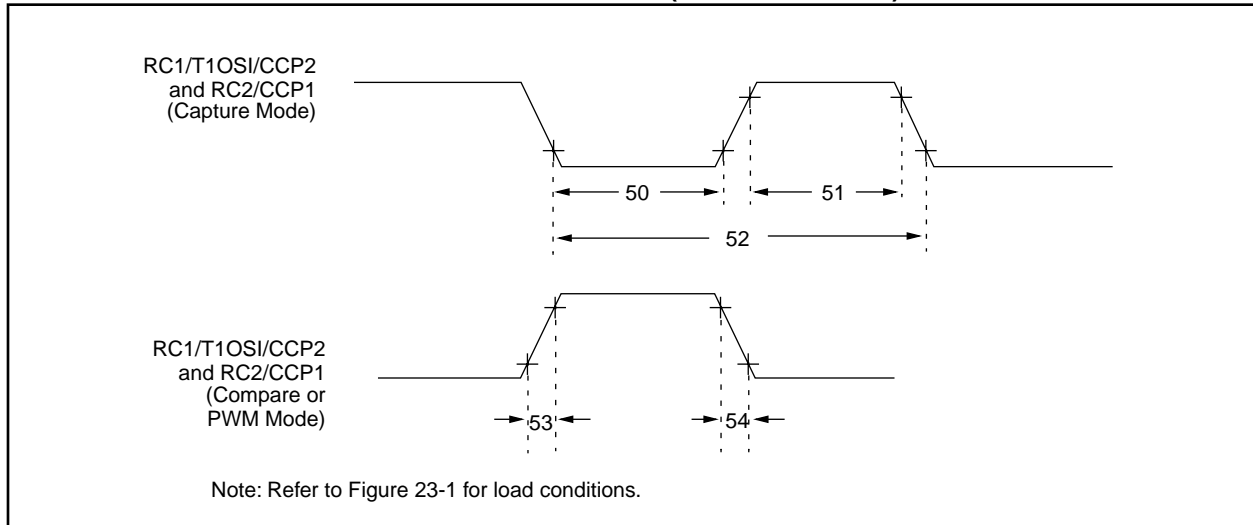 RC1/T1OSI/CCP2
and RC2/CCP1
(Capture Mode)
50
51
52
RC1/T1OSI/CCP2
and RC2/CCP1
(Compare or
PWM Mode)
53
54
Note: Refer to Figure 23-1 for load conditions.